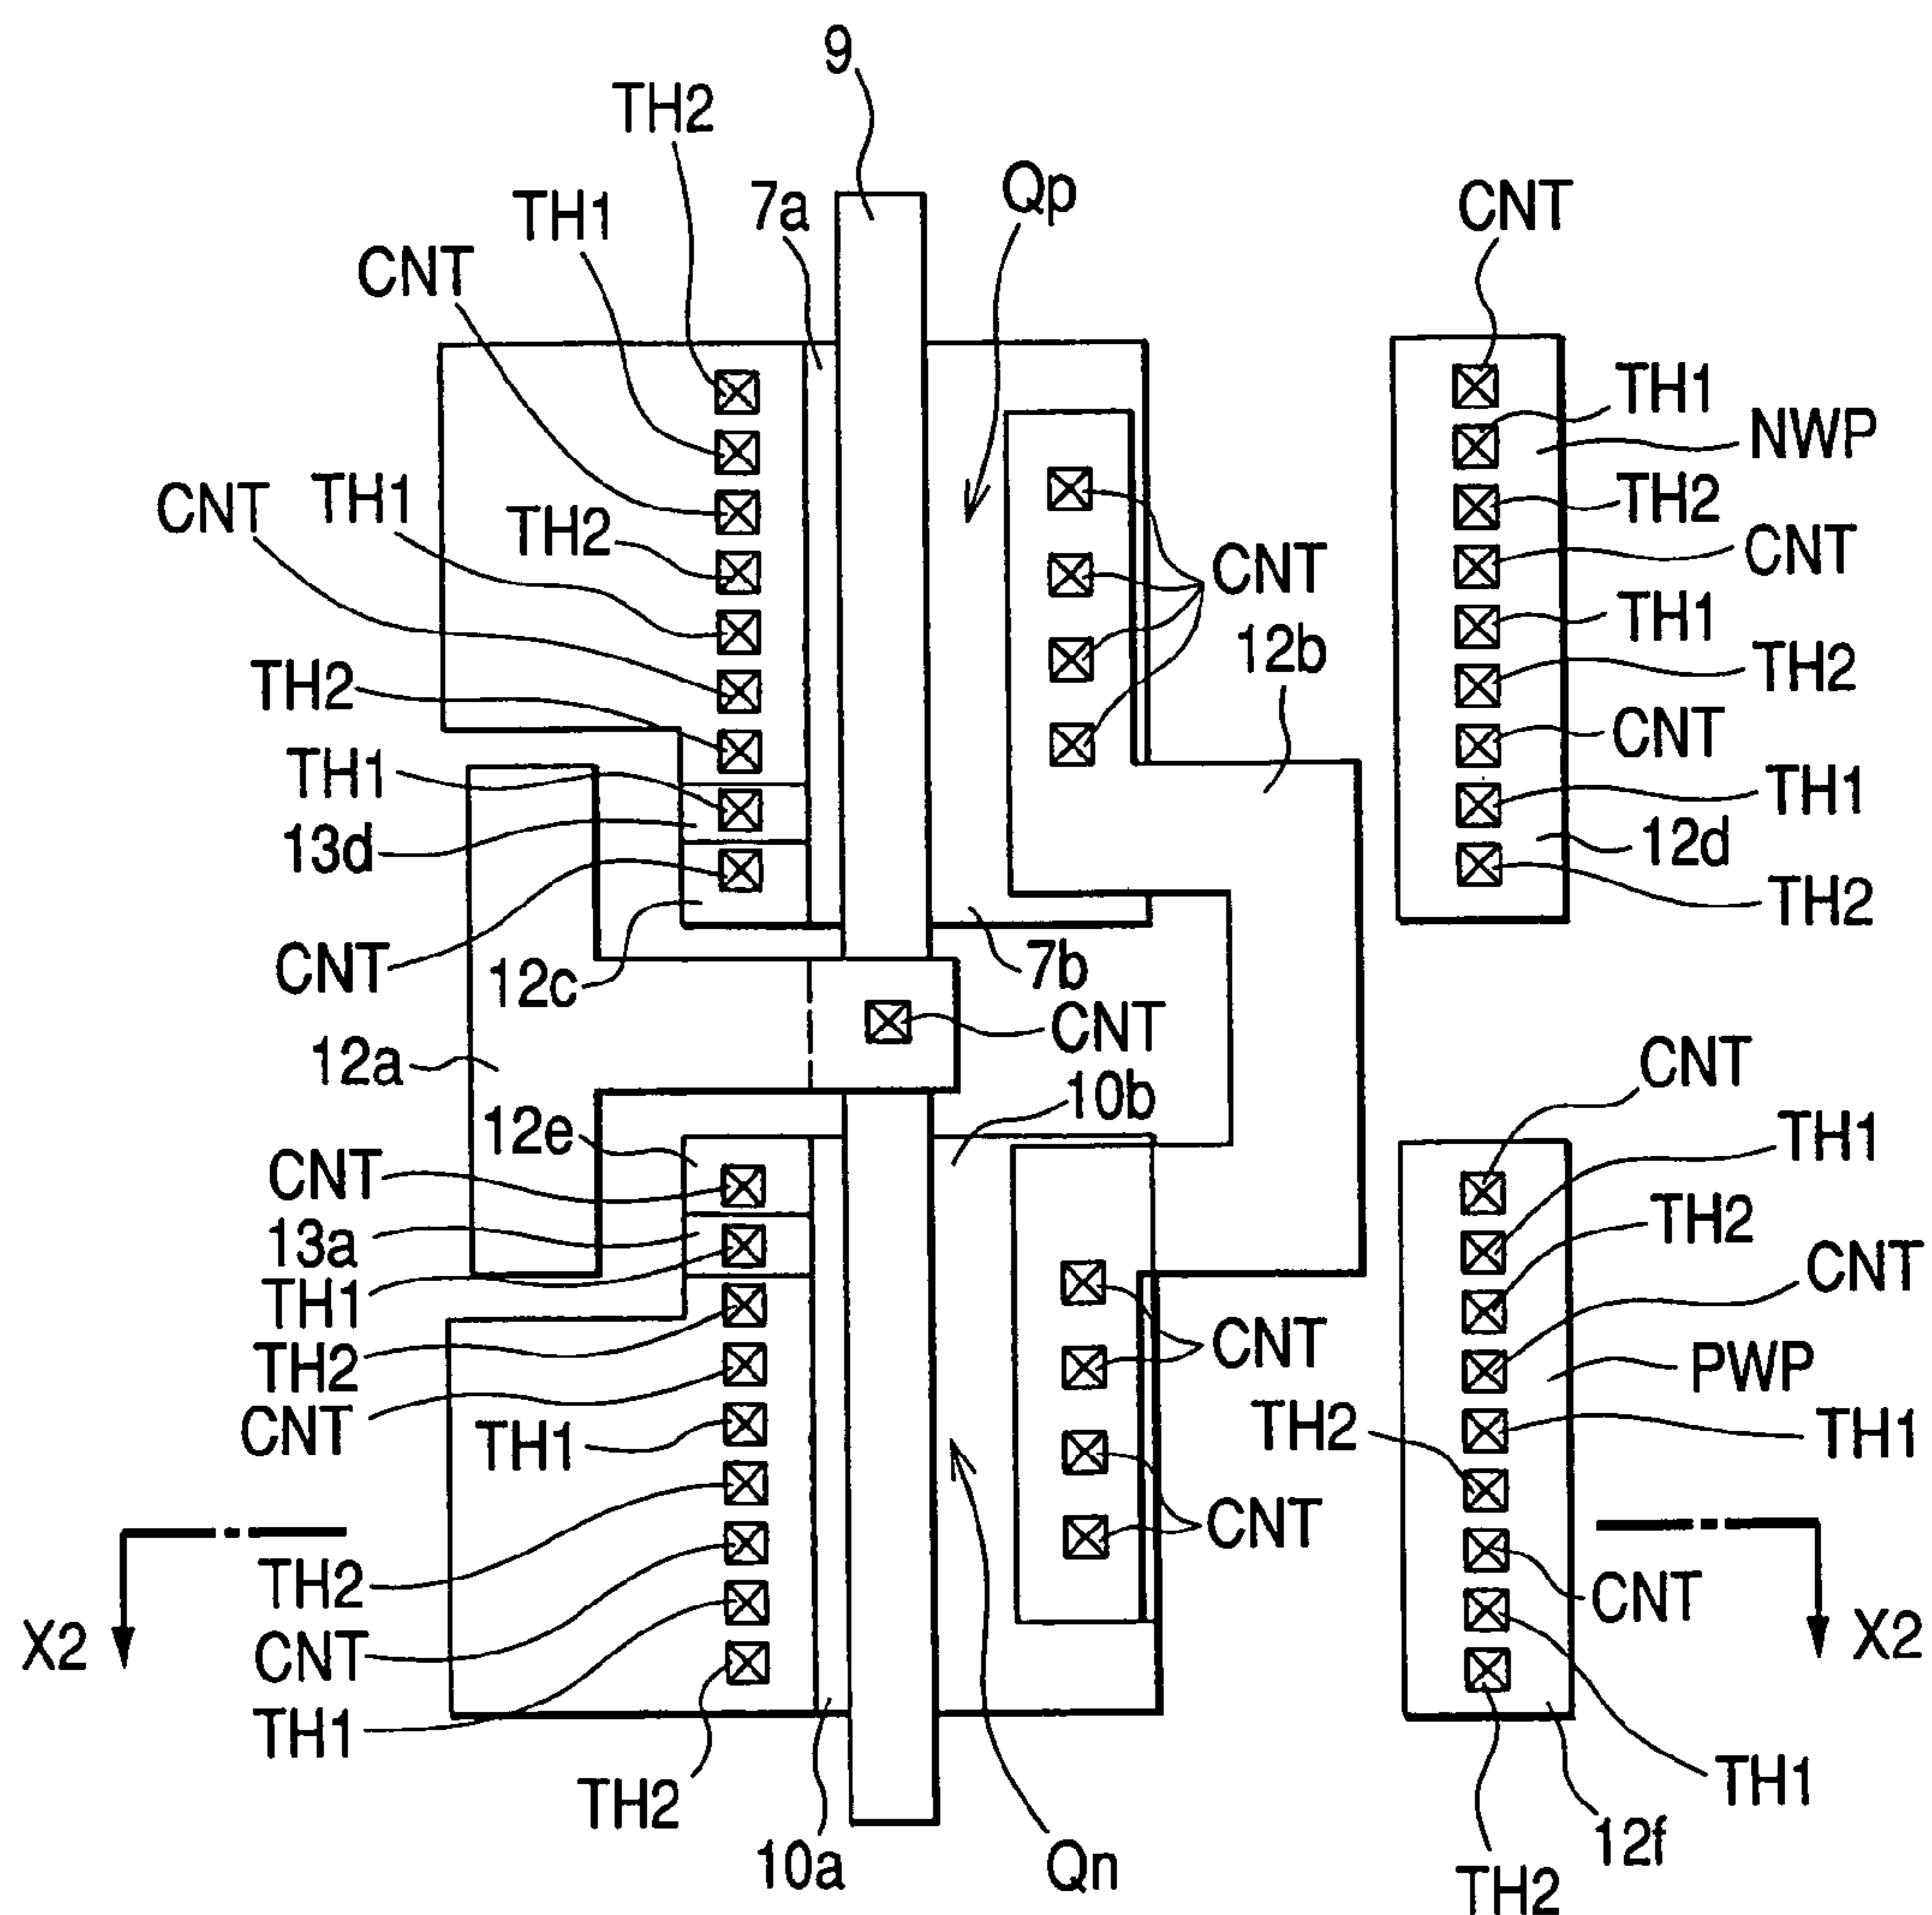 9
TH2
Qp
CNT
TH1
7a
CNT
TH1
NWP
CNT
TH1
TH2
TH2
CNT
CNT
12b
TH1
TH2
TH2
CNT
TH1
TH1
13d
12d
TH2
CNT
12c
7b
CNT
12a
CNT
10b
12e
TH1
CNT
TH2
13a
CNT
TH1
CNT
TH2
PWP
CNT
TH1
TH2
TH1
CNT
TH2
CNT
X2
CNT
X2
TH1
TH1
TH2
12f
10a
Qn
TH2